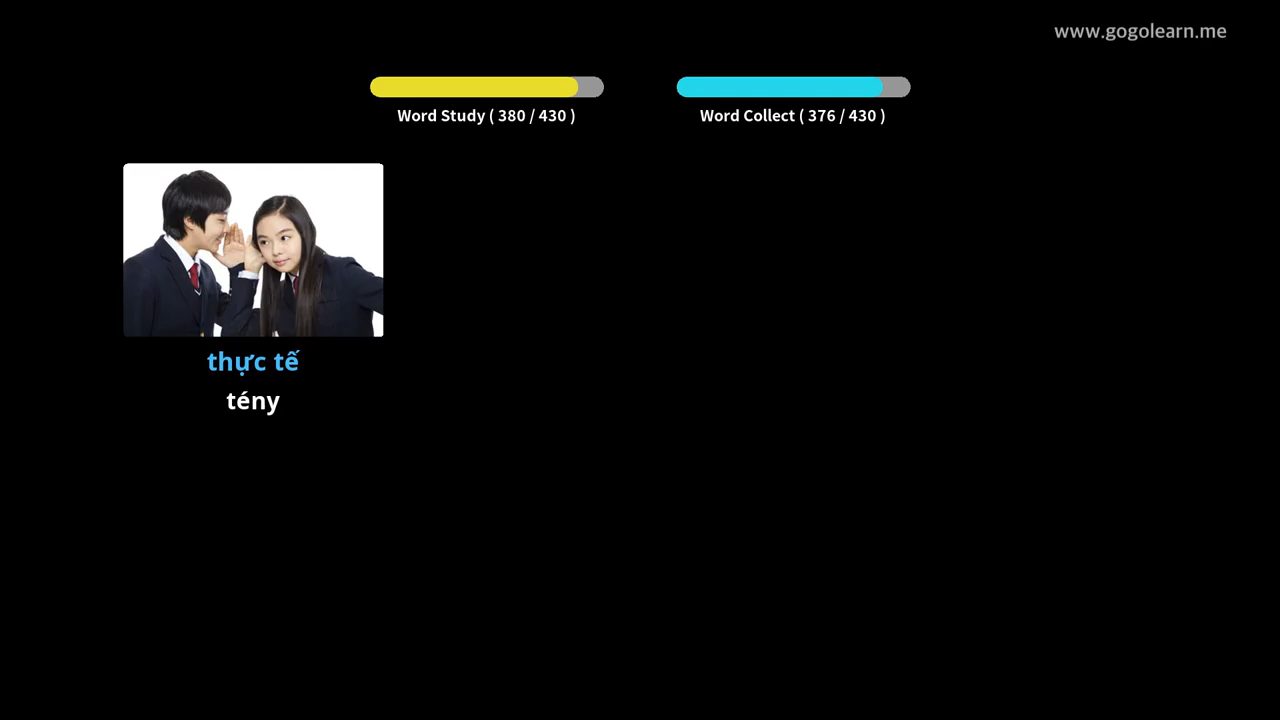 www.gogolearn.me
Word Study ( 380 / 430 )
Word Collect ( 376 / 430 )
thực tế
tény